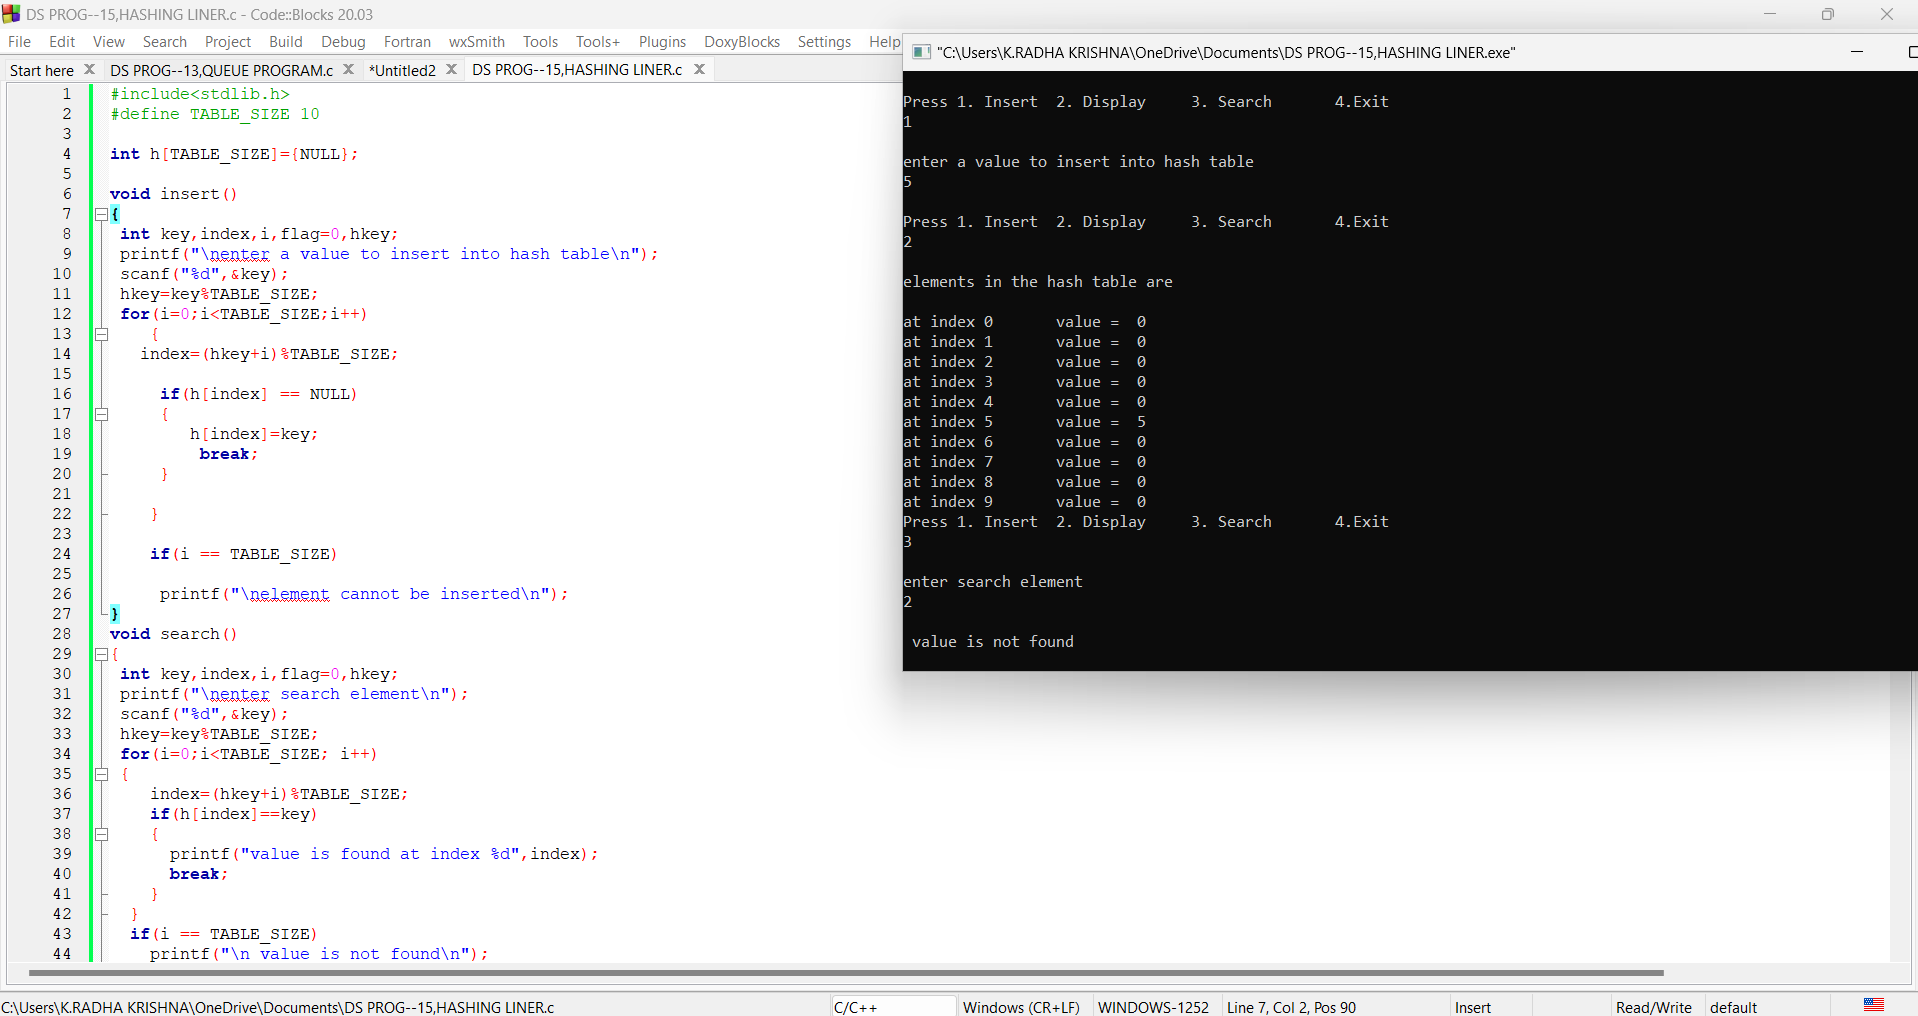 DS PROG--15,HASHING LINER.c - Code::Blocks 20.03
File Edit View Search Project Build Debug Fortran wxSmith Tools Tools+ Plugins DoxyBlocks Settings Help
Start here DS PROG--13,QUEUE PROGRAM.c *Untitled2 DS PROG--15,HASHING LINER.c
1 #include<stdlib.h>
2 #define TABLE_SIZE 10
3
4 int h[TABLE_SIZE]={NULL};
5
6 void insert()
7 {
8 int key,index,i,flag=0,hkey;
9 printf("\nenter a value to insert into hash table\n");
10 scanf("%d",&key);
11 hkey=key%TABLE_SIZE;
12 for(i=0;i<TABLE_SIZE;i++)
13 {
14 index=(hkey+i)%TABLE_SIZE;
15
16 if(h[index] == NULL)
17 {
18 h[index]=key;
19 break;
20 }
21
22 }
23
24 if(i == TABLE_SIZE)
25
26 printf("\nelement cannot be inserted\n");
27 }
28 void search()
29 {
30 int key,index,i,flag=0,hkey;
31 printf("\nenter search element\n");
32 scanf("%d",&key);
33 hkey=key%TABLE_SIZE;
34 for(i=0;i<TABLE_SIZE; i++)
35 {
36 index=(hkey+i)%TABLE_SIZE;
37 if(h[index]==key)
38 {
39 printf("value is found at index %d",index);
40 break;
41 }
42 }
43 if(i == TABLE_SIZE)
44 printf("\n value is not found\n");
"C:\Users\K.RADHA KRISHNA\OneDrive\Documents\DS PROG--15,HASHING LINER.exe"
Press 1. Insert 2. Display 3. Search 4.Exit
1
enter a value to insert into hash table
5
Press 1. Insert 2. Display 3. Search 4.Exit
2
elements in the hash table are
at index 0 value = 0
at index 1 value = 0
at index 2 value = 0
at index 3 value = 0
at index 4 value = 0
at index 5 value = 5
at index 6 value = 0
at index 7 value = 0
at index 8 value = 0
at index 9 value = 0
Press 1. Insert 2. Display 3. Search 4.Exit
3
enter search element
2
value is not found
C:\Users\K.RADHA KRISHNA\OneDrive\Documents\DS PROG--15,HASHING LINER.c C/C++ Windows (CR+LF) WINDOWS-1252 Line 7, Col 2, Pos 90 Insert Read/Write default